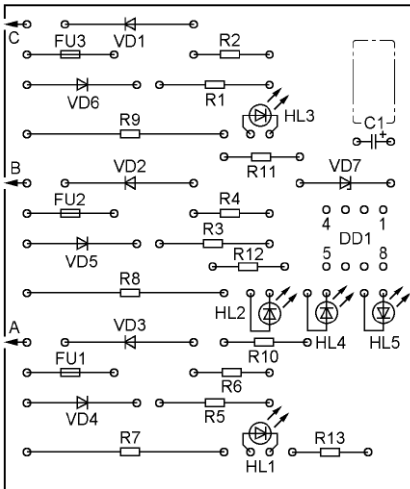 C VD1
FU3 R2
VD6 R1
C1 +
R9 HL3
R11
B VD2 VD7
FU2 R4
4 1
VD5 R3 DD1
R12
5 8
R8
HL2 HL4 HL5
A VD3
FU1 R6 R10
VD4 R5
R7 HL1 R13